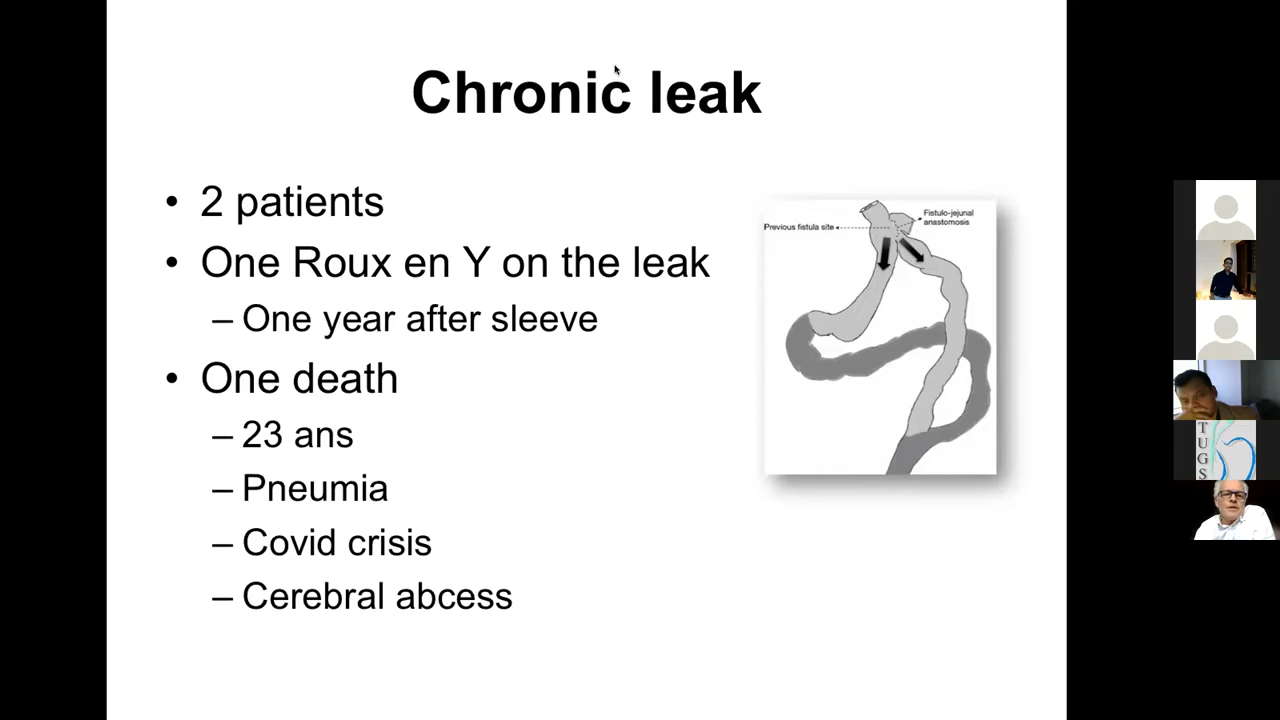 Chronic leak
• 2 patients
• One Roux en Y on the leak
– One year after sleeve
• One death
– 23 ans
– Pneumia
– Covid crisis
– Cerebral abcess
Previous fistula site
Fistulo-jejunal
anastomosis
T
U
G
S